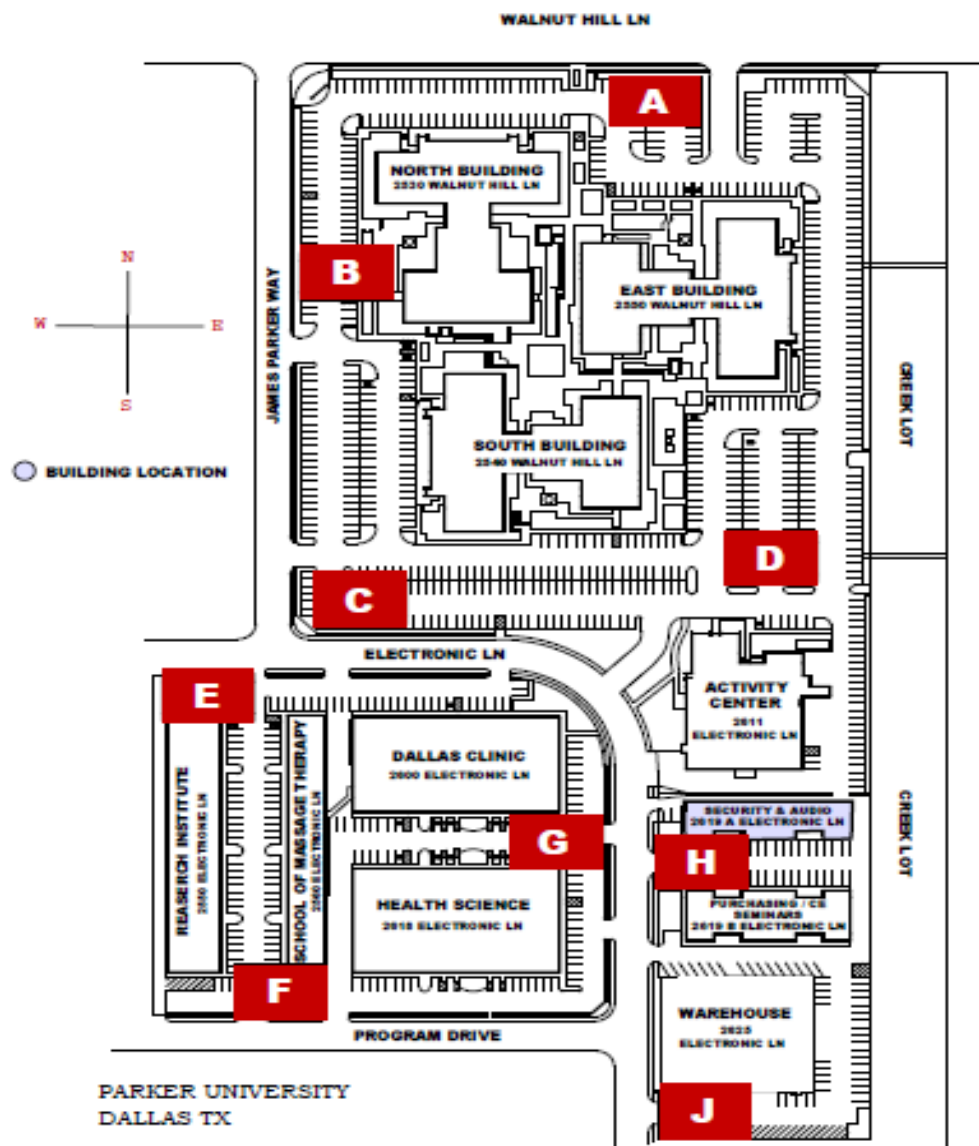 WALNUT HILL LN
A
NORTH BUILDING
2520 WALNUT HILL LN
B
EAST BUILDING
2550 WALNUT HILL LN
N
W
E
S
JAMES PARKER WAY
CREEK LOT
BUILDING LOCATION
SOUTH BUILDING
2540 WALNUT HILL LN
D
C
ELECTRONIC LN
E
ACTIVITY
CENTER
2611
ELECTRONIC LN
DALLAS CLINIC
2600 ELECTRONIC LN
REASERCH INSTITUTE
2550 ELECTRONIC LN
SCHOOL OF MASSAGE THERAPY
2560 ELECTRONIC LN
SECURITY & AUDIO
2619 A ELECTRONIC LN
CREEK LOT
G
H
HEALTH SCIENCE
2618 ELECTRONIC LN
PURCHASING / CE
SEMINARS
2619 B ELECTRONIC LN
F
WAREHOUSE
2625
ELECTRONIC LN
PROGRAM DRIVE
J
PARKER UNIVERSITY
DALLAS TX